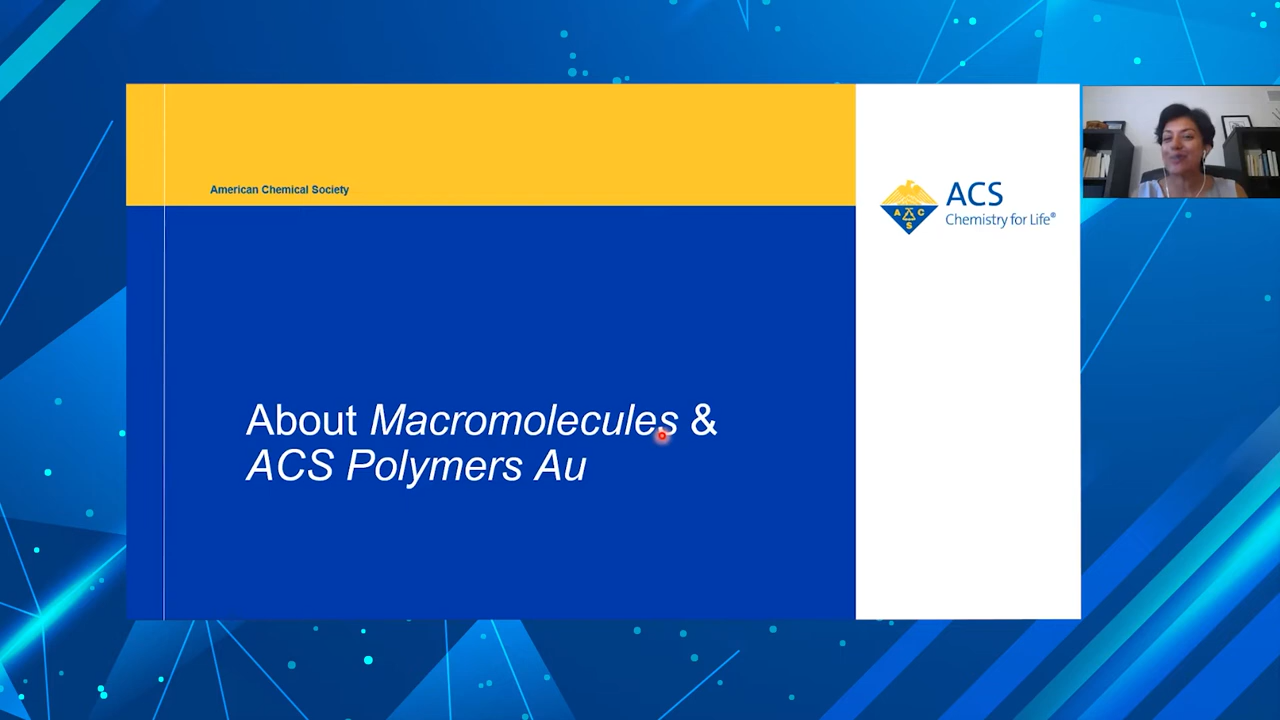 American Chemical Society
ACS
Chemistry for Life®
A C S
About Macromolecules &
ACS Polymers Au